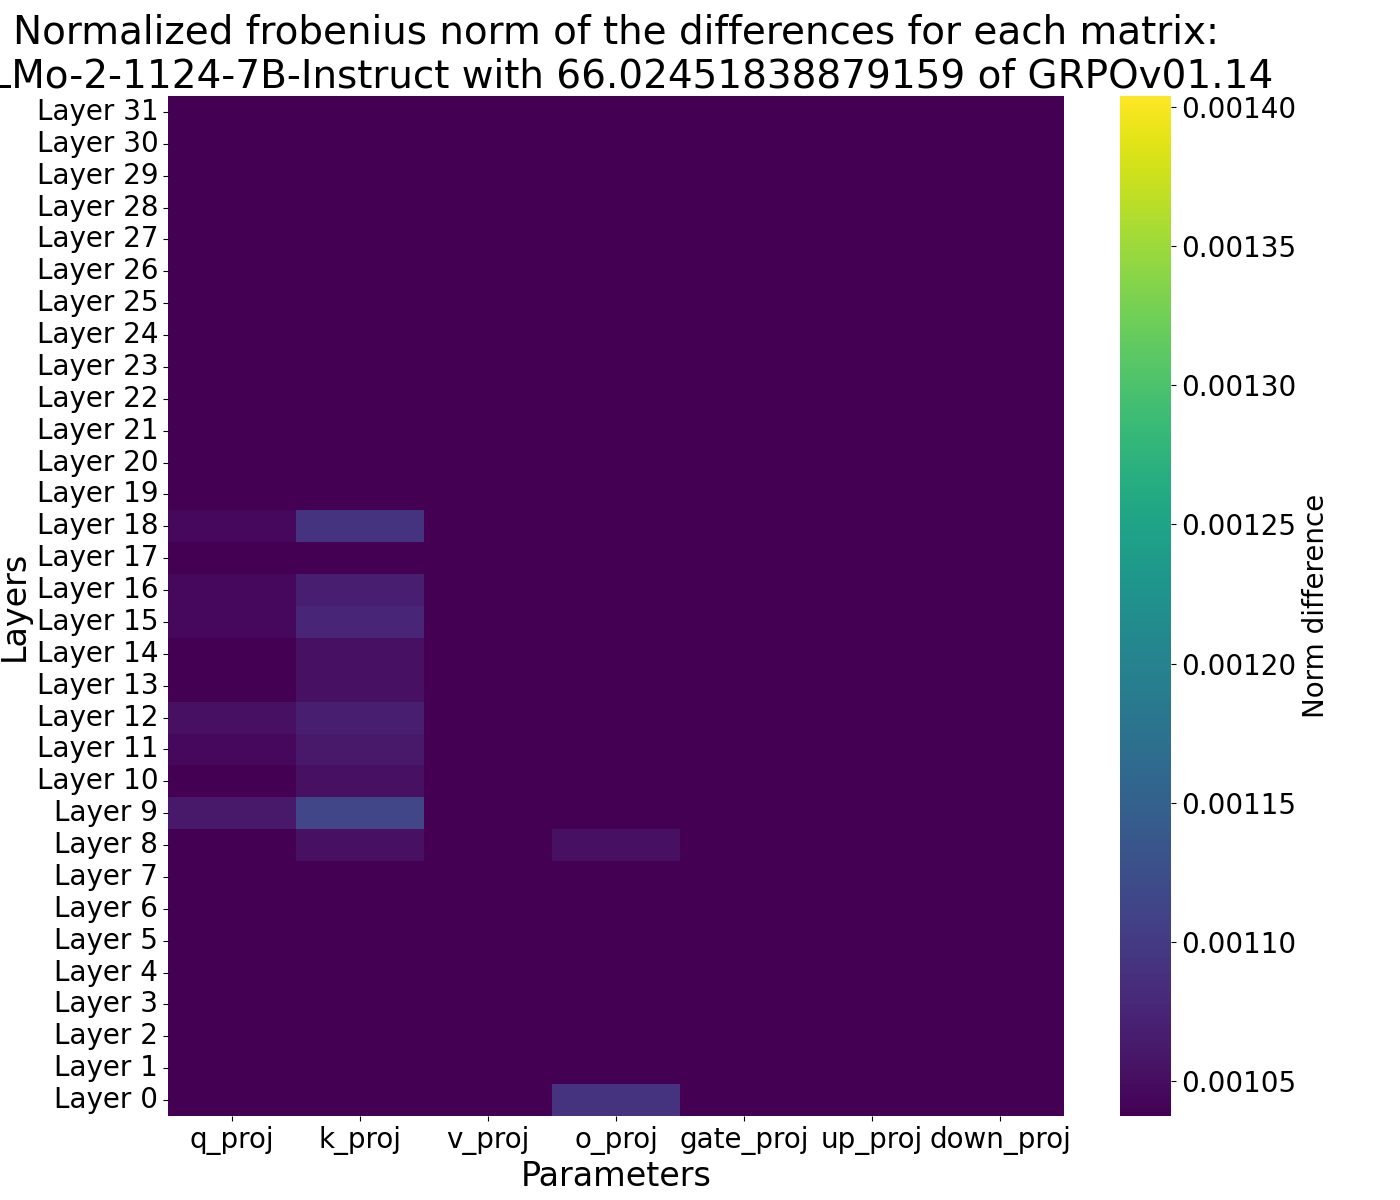 Normalized frobenius norm of the differences for each matrix:
LMo-2-1124-7B-Instruct with 66.02451838879159 of GRPOv01.14
Layer 31
Layer 30
Layer 29
Layer 28
Layer 27
Layer 26
Layer 25
Layer 24
Layer 23
Layer 22
Layer 21
Layer 20
Layer 19
Layer 18
Layer 17
Layer 16
Layer 15
Layer 14
Layer 13
Layer 12
Layer 11
Layer 10
Layer 9
Layer 8
Layer 7
Layer 6
Layer 5
Layer 4
Layer 3
Layer 2
Layer 1
Layer 0
Layers
q_proj k_proj v_proj o_proj gate_proj up_proj down_proj
Parameters
0.00140
0.00135
0.00130
0.00125
0.00120
0.00115
0.00110
0.00105
Norm difference